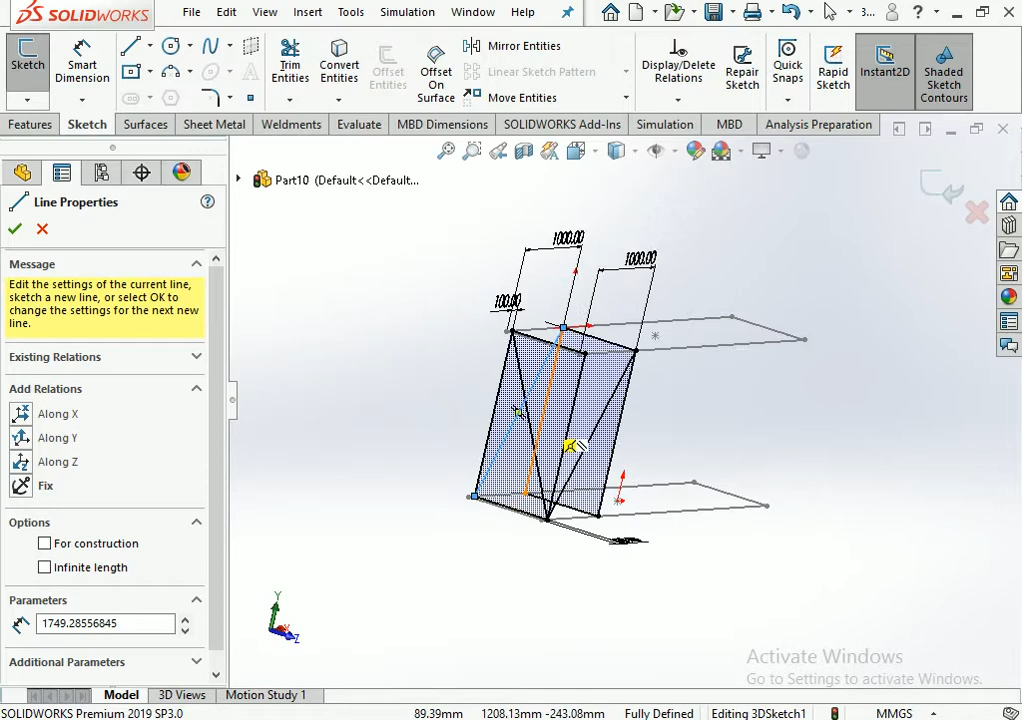 SOLIDWORKS
File Edit View Insert Tools Simulation Window Help 3...
Sketch
Smart Dimension
Trim Entities
Convert Entities
Offset Entities
Offset On Surface
Mirror Entities
Linear Sketch Pattern
Move Entities
Display/Delete Relations
Repair Sketch
Quick Snaps
Rapid Sketch
Instant2D
Shaded Sketch Contours
Features Sketch Surfaces Sheet Metal Weldments Evaluate MBD Dimensions SOLIDWORKS Add-Ins Simulation MBD Analysis Preparation
Part10 (Default<<Default...
Line Properties
Message
Edit the settings of the current line,
sketch a new line, or select OK to
change the settings for the next new
line.
Existing Relations
Add Relations
Along X
Along Y
Along Z
Fix
Options
For construction
Infinite length
Parameters
1749.28556845
Additional Parameters
1000.00
1000.00
100.00
Y
Z
Activate Windows
Go to Settings to activate Windows.
Model 3D Views Motion Study 1
SOLIDWORKS Premium 2019 SP3.0 89.39mm 1208.13mm -243.08mm Fully Defined Editing 3DSketch1 MMGS